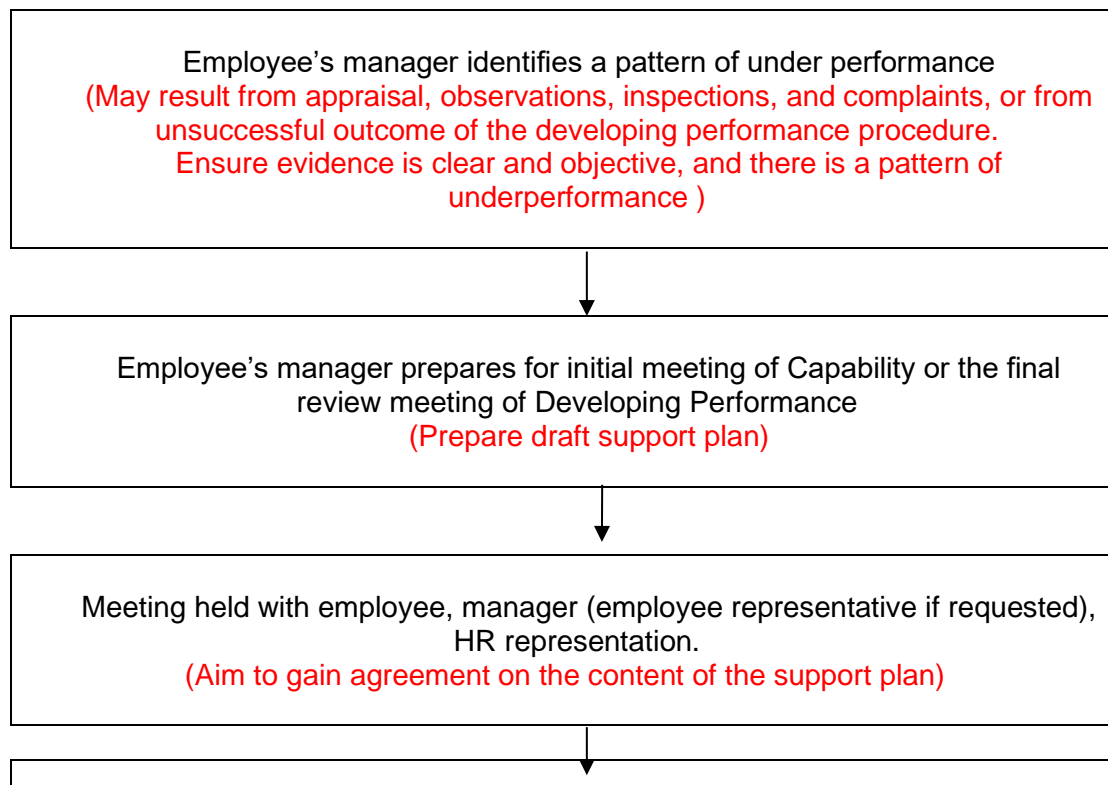 Employee’s manager identifies a pattern of under performance
(May result from appraisal, observations, inspections, and complaints, or from
unsuccessful outcome of the developing performance procedure.
Ensure evidence is clear and objective, and there is a pattern of
underperformance )
Employee’s manager prepares for initial meeting of Capability or the final
review meeting of Developing Performance
(Prepare draft support plan)
Meeting held with employee, manager (employee representative if requested),
HR representation.
(Aim to gain agreement on the content of the support plan)